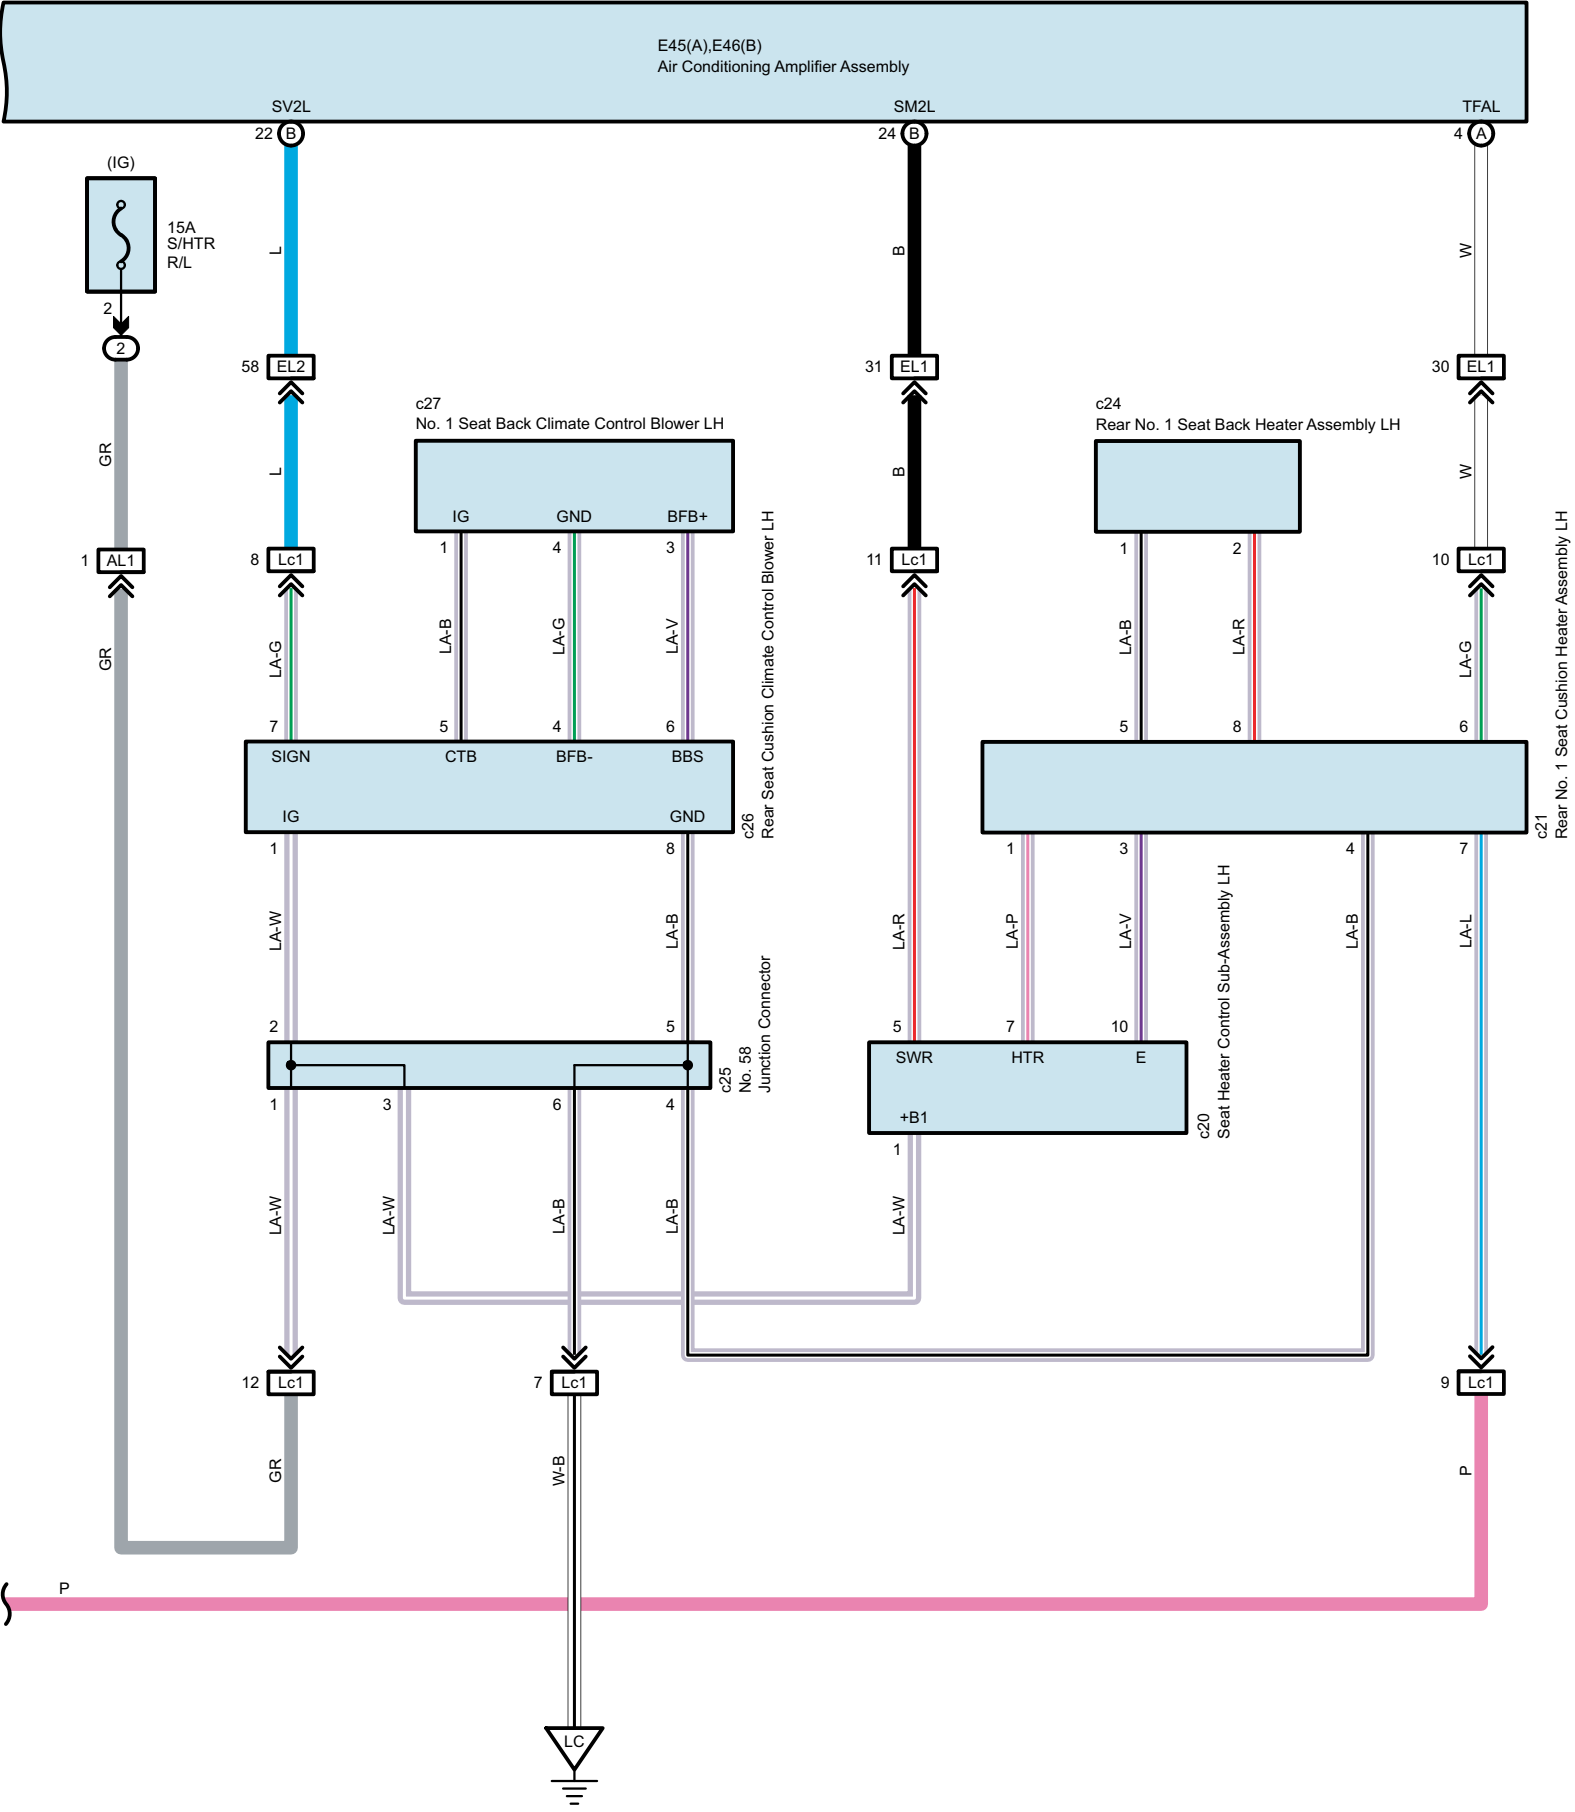 E45(A),E46(B)
Air Conditioning Amplifier Assembly
SV2L
SM2L
TFAL
22
B
24
B
4
A
(IG)
15A
S/HTR
R/L
2
2
L
B
W
58
EL2
31
EL1
30
EL1
c27
No. 1 Seat Back Climate Control Blower LH
c24
Rear No. 1 Seat Back Heater Assembly LH
GR
L
B
W
IG
GND
BFB+
1
4
3
1
2
1
AL1
8
Lc1
11
Lc1
10
Lc1
GR
LA-G
LA-B
LA-G
LA-V
LA-B
LA-R
LA-G
7
5
4
6
5
8
6
SIGN
CTB
BFB-
BBS
IG
GND
c26
Rear Seat Cushion Climate Control Blower LH
c21
Rear No. 1 Seat Cushion Heater Assembly LH
1
8
1
3
4
7
LA-W
LA-B
LA-R
LA-P
LA-V
LA-B
LA-L
2
5
5
7
10
c25
No. 58
Junction Connector
SWR
HTR
E
+B1
c20
Seat Heater Control Sub-Assembly LH
1
3
6
4
1
LA-W
LA-W
LA-B
LA-B
LA-W
12
Lc1
7
Lc1
9
Lc1
GR
W-B
P
P
LC